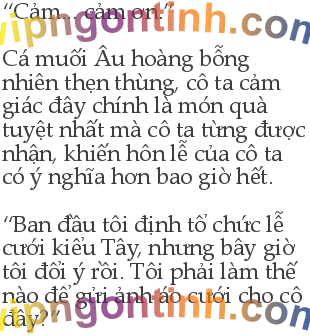 “Cảm... cảm ơn.”
vipngontinh.com
Cá muối Âu hoàng bỗng
nhiên thẹn thùng, cô ta cảm
giác đây chính là món quà
tuyệt nhất mà cô ta từng được
nhận, khiến hôn lễ của cô ta
có ý nghĩa hơn bao giờ hết.
“Ban đầu tôi định tổ chức lễ
cưới kiểu Tây, nhưng bây giờ
tôi đổi ý rồi. Tôi phải làm thế
nào để gửi ảnh áo cưới cho cô
vipngontinh.com
đây?“